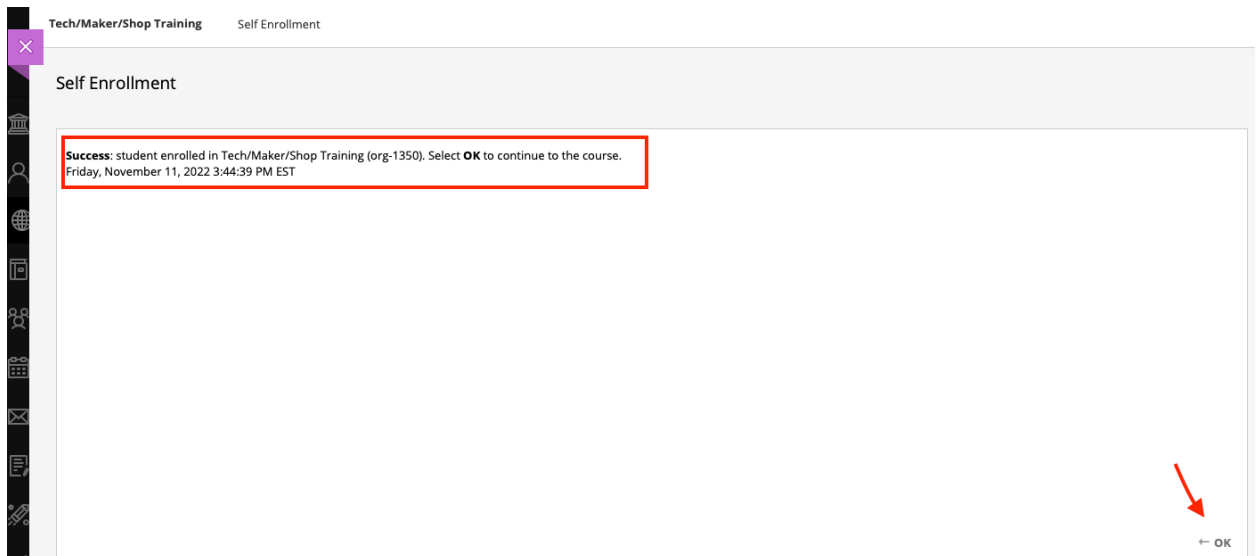 Tech/Maker/Shop Training Self Enrollment
Self Enrollment
Success: student enrolled in Tech/Maker/Shop Training (org-1350). Select OK to continue to the course.
Friday, November 11, 2022 3:44:39 PM EST
← OK